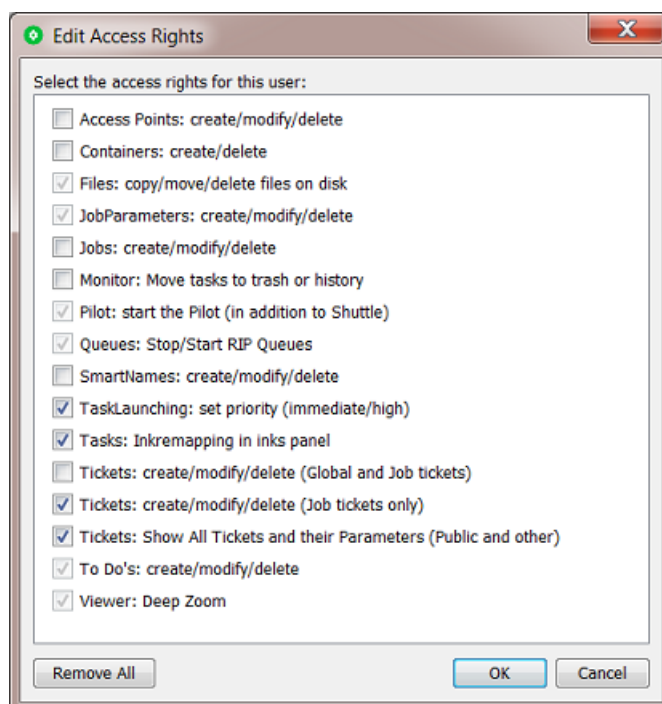 Edit Access Rights
Select the access rights for this user:
Access Points: create/modify/delete
Containers: create/delete
Files: copy/move/delete files on disk
JobParameters: create/modify/delete
Jobs: create/modify/delete
Monitor: Move tasks to trash or history
Pilot: start the Pilot (in addition to Shuttle)
Queues: Stop/Start RIP Queues
SmartNames: create/modify/delete
TaskLaunching: set priority (immediate/high)
Tasks: Inkremapping in inks panel
Tickets: create/modify/delete (Global and Job tickets)
Tickets: create/modify/delete (Job tickets only)
Tickets: Show All Tickets and their Parameters (Public and other)
To Do's: create/modify/delete
Viewer: Deep Zoom
Remove All OK Cancel